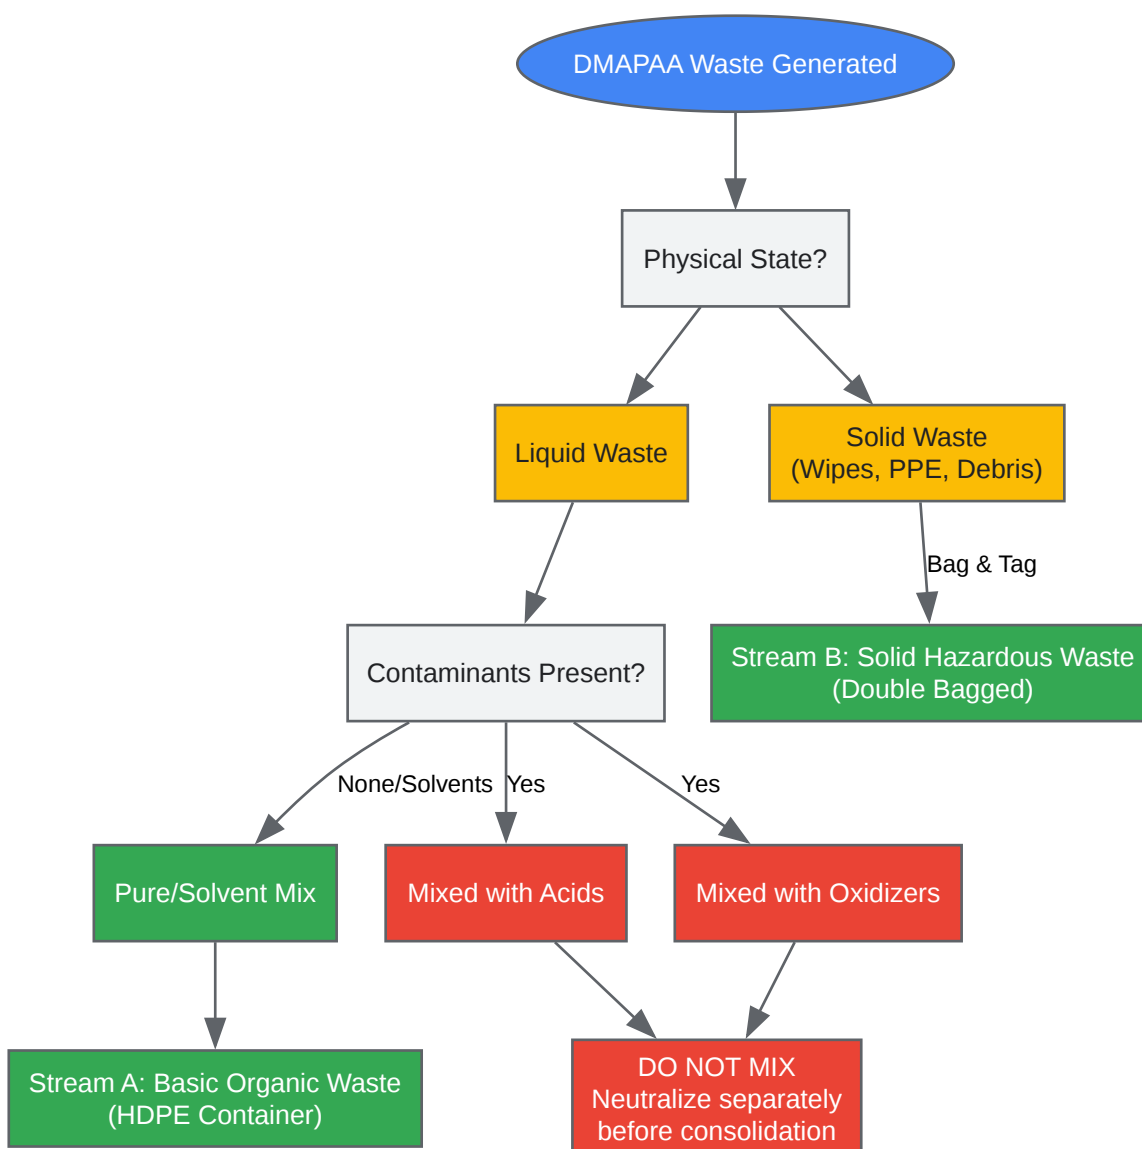 DMAPAA Waste Generated
Physical State?
Liquid Waste
Solid Waste
(Wipes, PPE, Debris)
Bag & Tag
Contaminants Present?
Stream B: Solid Hazardous Waste
(Double Bagged)
None/Solvents
Yes
Yes
Pure/Solvent Mix
Mixed with Acids
Mixed with Oxidizers
Stream A: Basic Organic Waste
(HDPE Container)
DO NOT MIX
Neutralize separately
before consolidation